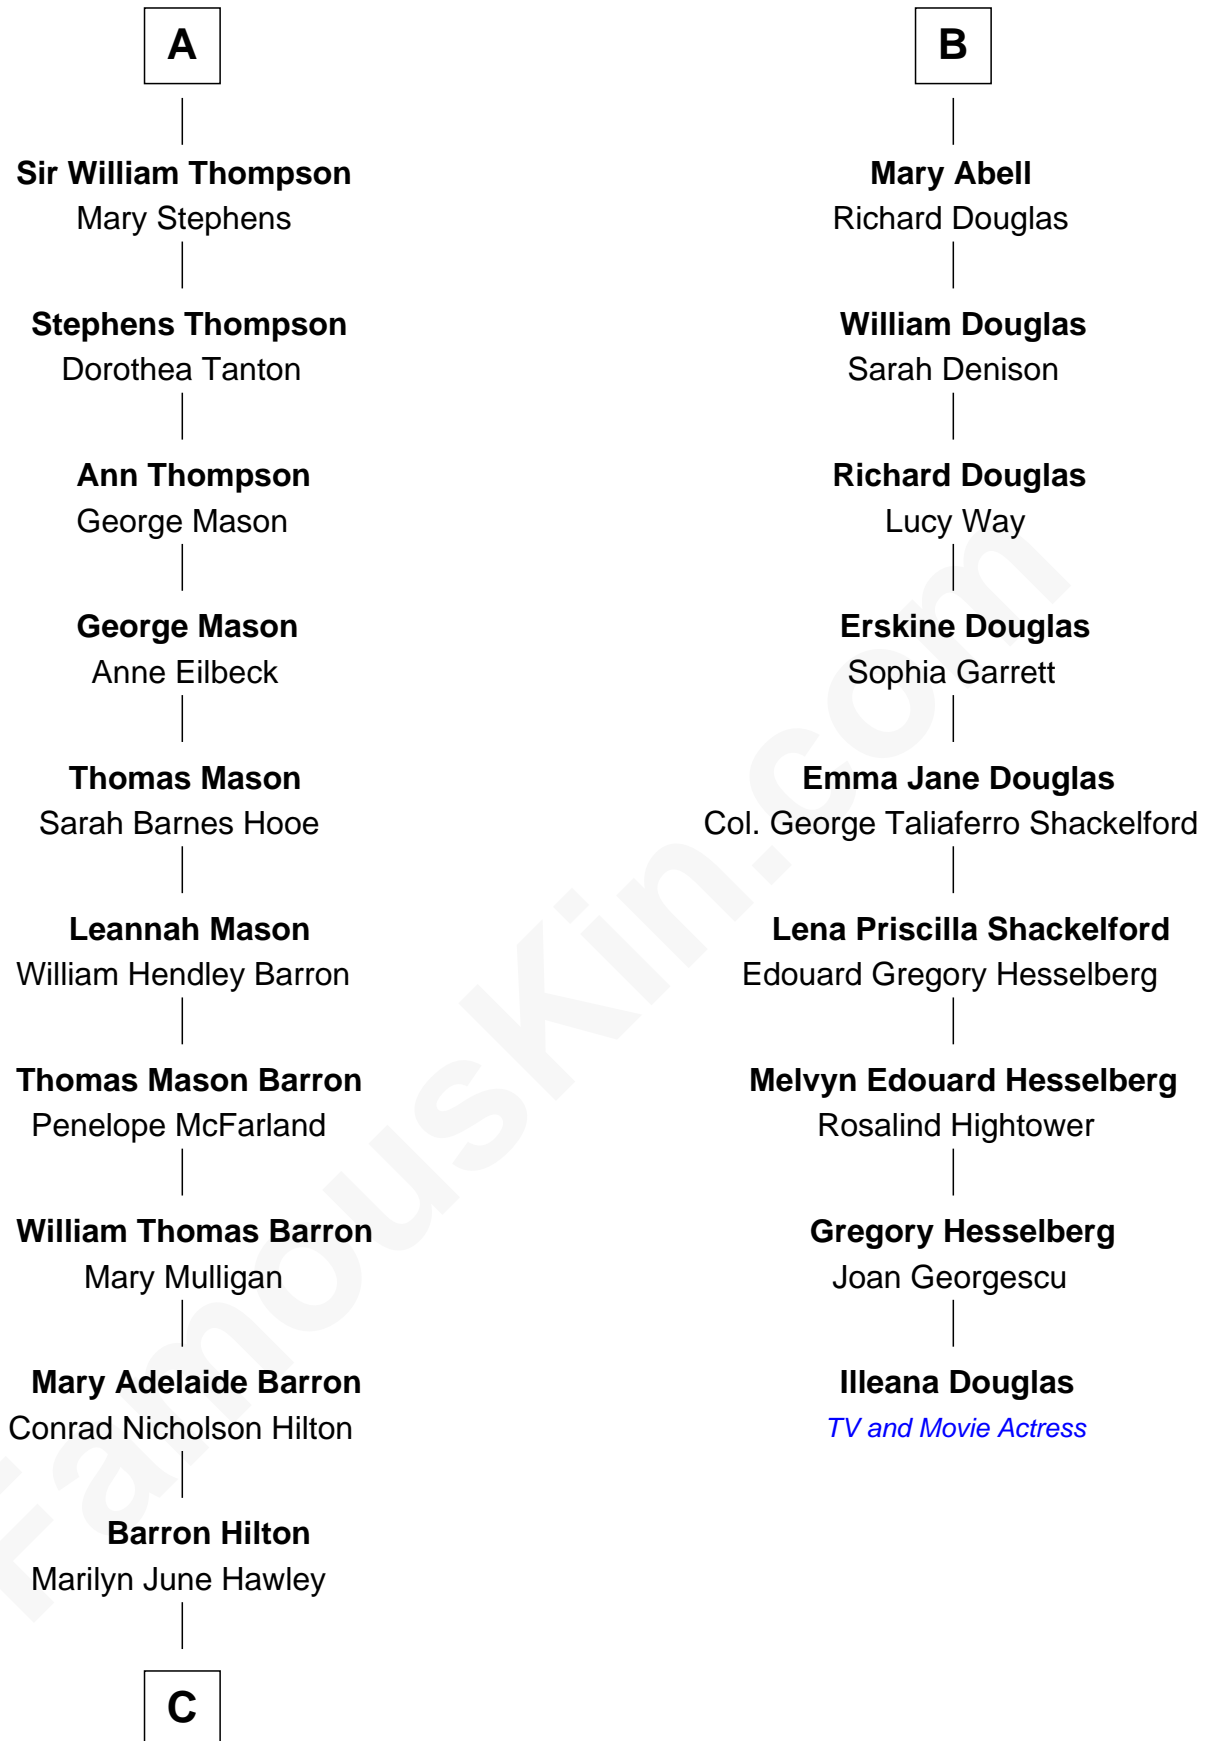 A
Sir William Thompson
Mary Stephens
Stephens Thompson
Dorothea Tanton
Ann Thompson
George Mason
George Mason
Anne Eilbeck
Thomas Mason
Sarah Barnes Hooe
Leannah Mason
William Hendley Barron
Thomas Mason Barron
Penelope McFarland
William Thomas Barron
Mary Mulligan
Mary Adelaide Barron
Conrad Nicholson Hilton
Barron Hilton
Marilyn June Hawley
C
B
Mary Abell
Richard Douglas
William Douglas
Sarah Denison
Richard Douglas
Lucy Way
Erskine Douglas
Sophia Garrett
Emma Jane Douglas
Col. George Taliaferro Shackelford
Lena Priscilla Shackelford
Edouard Gregory Hesselberg
Melvyn Edouard Hesselberg
Rosalind Hightower
Gregory Hesselberg
Joan Georgescu
Illeana Douglas
TV and Movie Actress
FamousKin.com